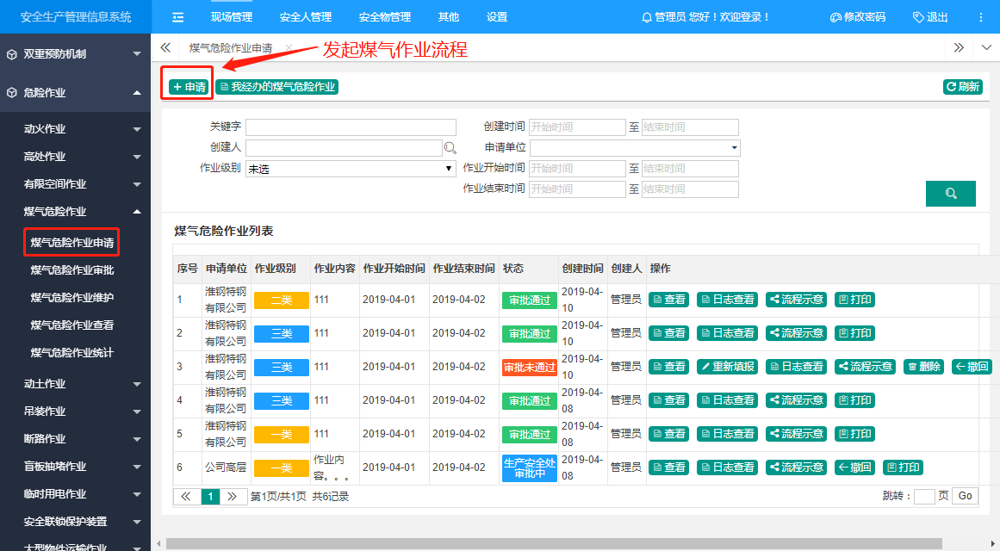 安全生产管理信息系统 现场管理 安全人管理 安全物管理 其他 设置 管理员 您好！欢迎登录！ 修改密码 退出
双重预防机制
危险作业
动火作业
高处作业
有限空间作业
煤气危险作业
煤气危险作业申请
煤气危险作业审批
煤气危险作业维护
煤气危险作业查看
煤气危险作业统计
动土作业
吊装作业
断路作业
盲板抽堵作业
临时用电作业
安全联锁保护装置
大型物件运输作业
煤气危险作业申请
发起煤气作业流程
申请 我经办的煤气危险作业 刷新
关键字 创建时间 开始时间 至 结束时间
创建人 申请单位
作业级别 未选 作业开始时间 开始时间 至 结束时间
作业结束时间 开始时间 至 结束时间
煤气危险作业列表
序号 申请单位 作业级别 作业内容 作业开始时间 作业结束时间 状态 创建时间 创建人 操作
1 淮钢特钢有限公司 二类 111 2019-04-01 2019-04-02 审批通过 2019-04-10 管理员 查看 日志查看 流程示意 打印
2 淮钢特钢有限公司 三类 111 2019-04-01 2019-04-02 审批通过 2019-04-10 管理员 查看 日志查看 流程示意 打印
3 淮钢特钢有限公司 三类 111 2019-04-01 2019-04-02 审批未通过 2019-04-10 管理员 查看 重新填报 日志查看 流程示意 删除 撤回
4 淮钢特钢有限公司 三类 111 2019-04-01 2019-04-02 审批通过 2019-04-08 管理员 查看 日志查看 流程示意 打印
5 淮钢特钢有限公司 一类 111 2019-04-01 2019-04-02 审批通过 2019-04-08 管理员 查看 日志查看 流程示意 打印
6 公司高层 一类 作业内容。。。 2019-04-01 2019-04-02 生产安全处审批中 2019-04-08 管理员 查看 日志查看 流程示意 撤回 打印
1 第1页/共1页 共6记录 跳转： 页 Go